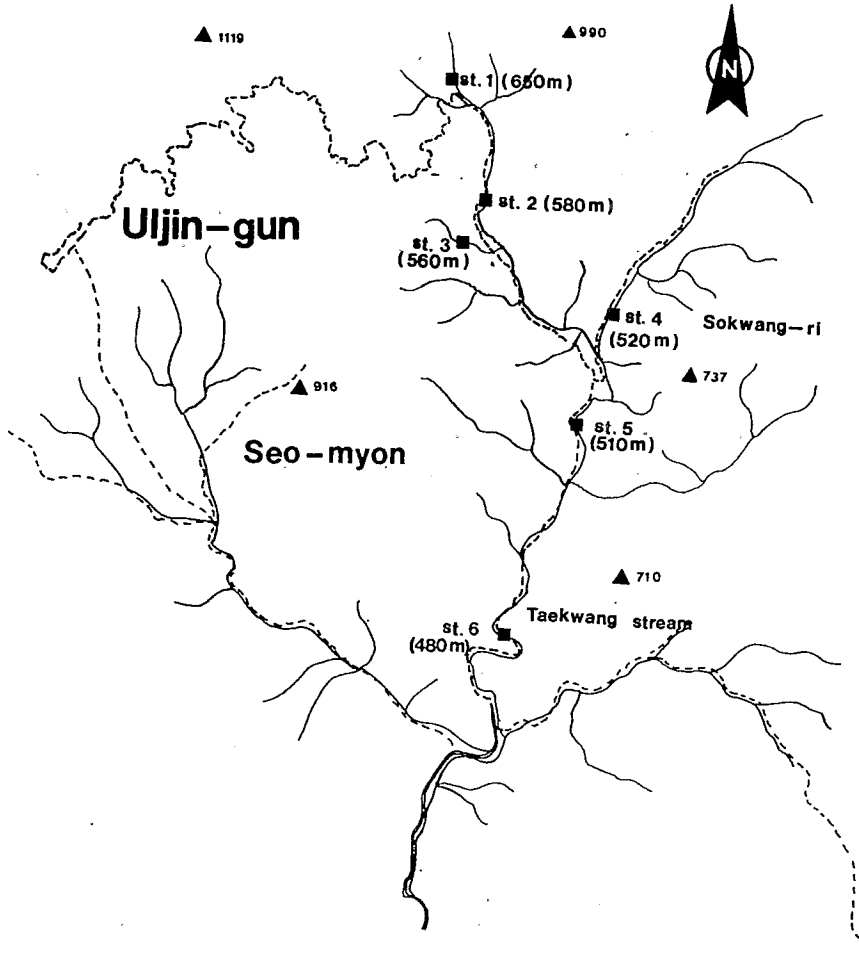 1119
990
N
st. 1 (650m)
st. 2 (580m)
Uljin-gun
st. 3
(560m)
st. 4
(520m)
Sokwang-ri
916
737
st. 5
(510m)
Seo-myon
710
Taekwang stream
st. 6
(480m)